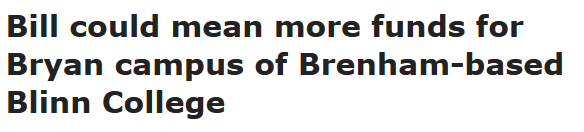 Bill could mean more funds for
Bryan campus of Brenham-based
Blinn College